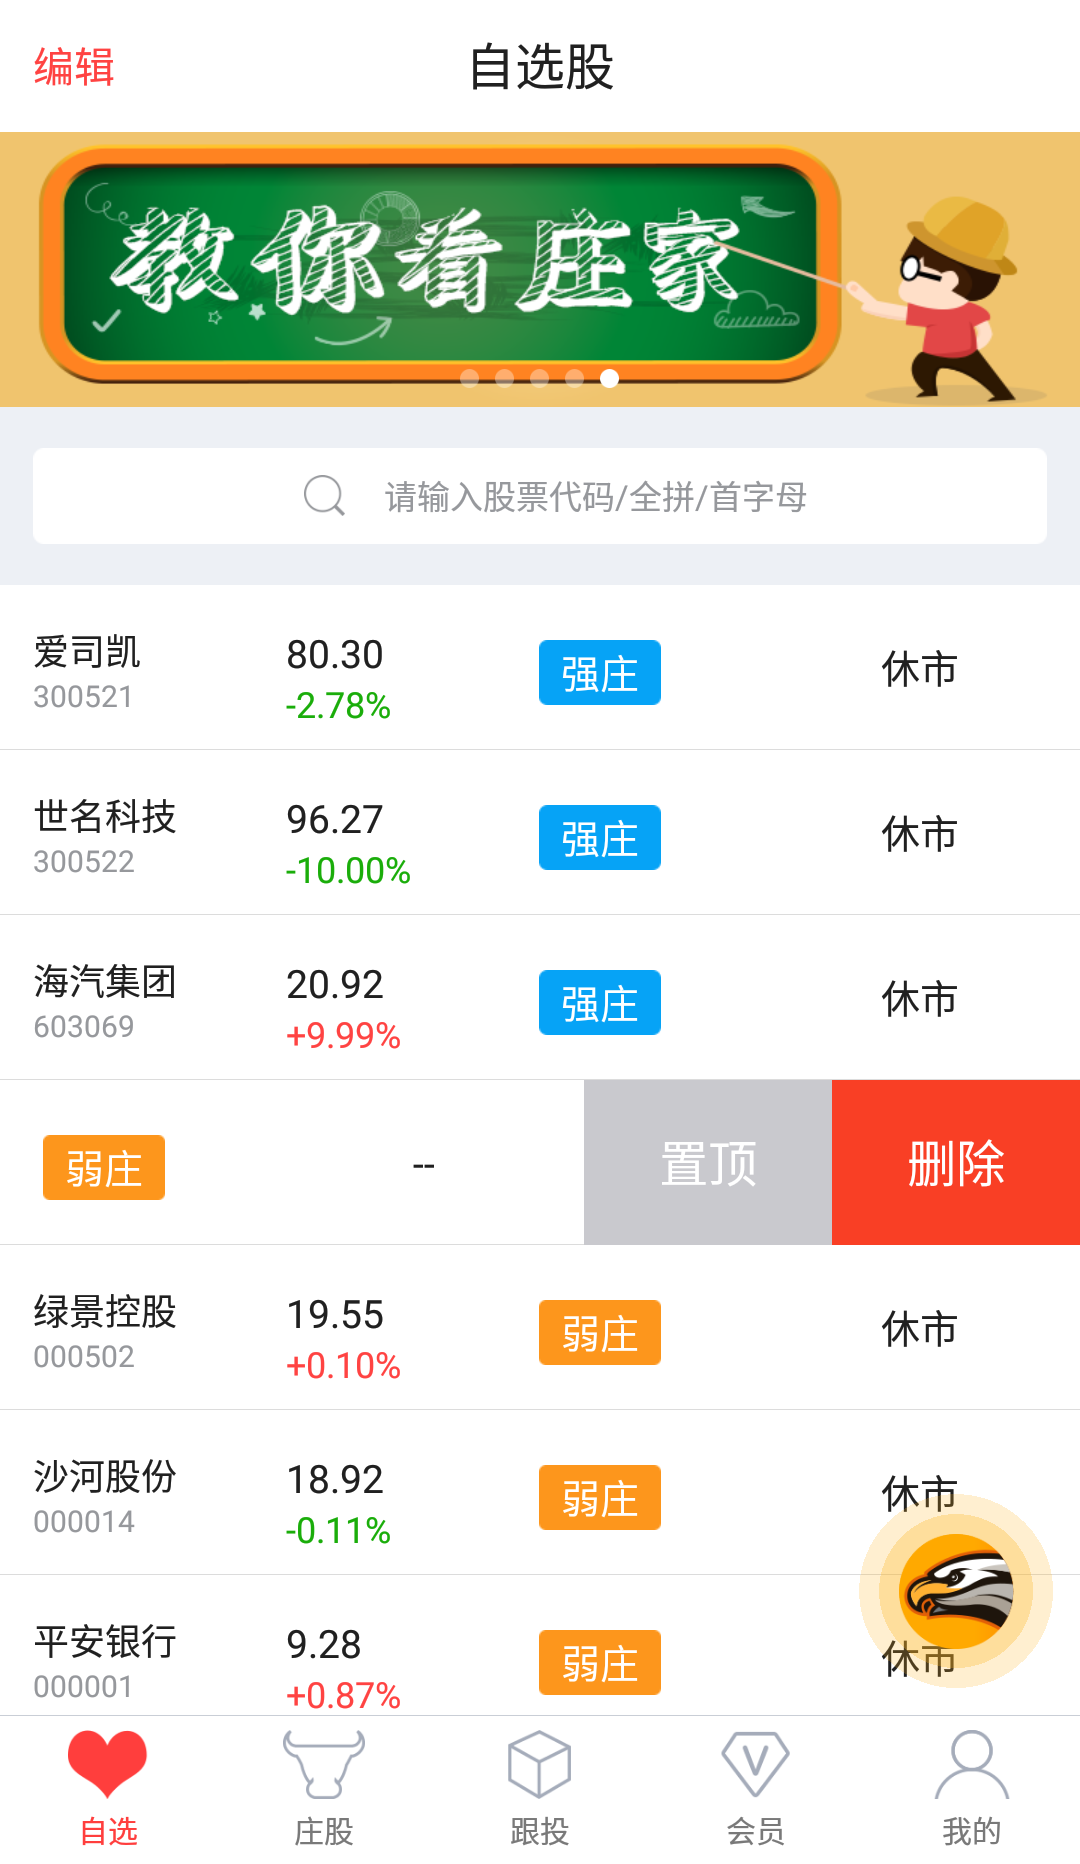 编辑
自选股
教你看庄家
请输入股票代码/全拼/首字母
爱司凯
80.30
强庄
休市
300521
-2.78%
世名科技
96.27
强庄
休市
300522
-10.00%
海汽集团
20.92
强庄
休市
603069
+9.99%
弱庄
--
置顶
删除
绿景控股
19.55
弱庄
休市
000502
+0.10%
沙河股份
18.92
弱庄
休市
000014
-0.11%
平安银行
9.28
弱庄
休市
000001
+0.87%
V
自选
庄股
跟投
会员
我的